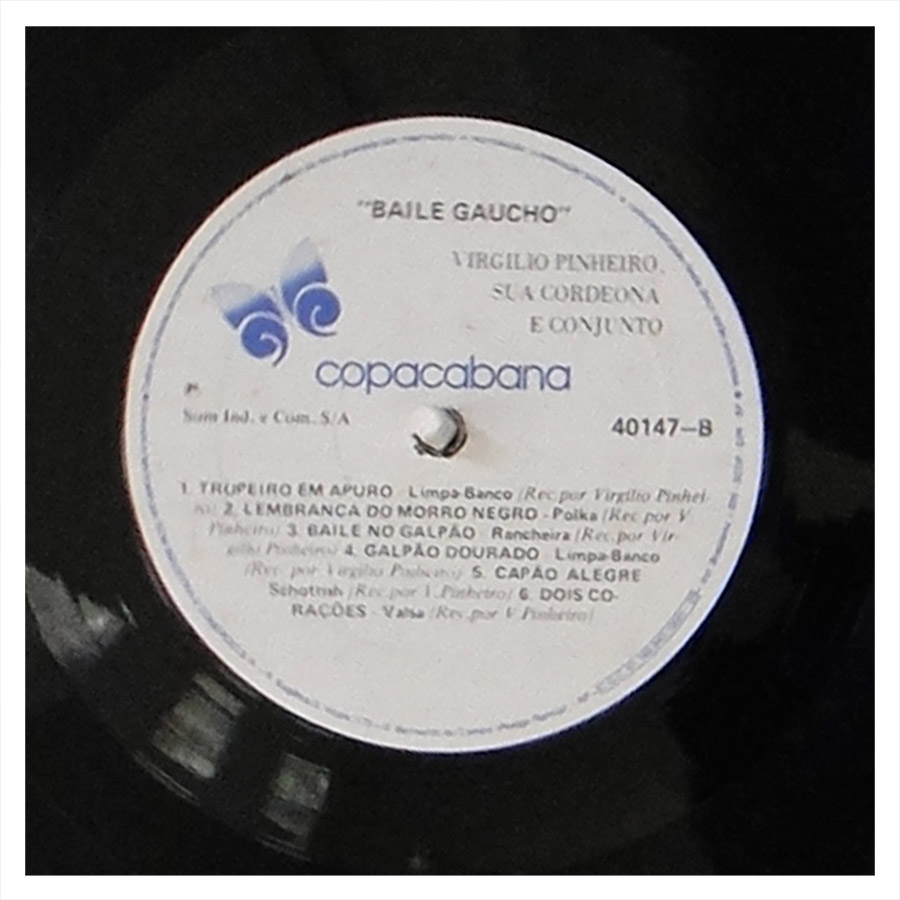 "BAILE GAUCHO"
VIRGILIO PINHEIRO,
SUA CORDEONA
E CONJUNTO
copacabana
Som Ind. e Com. S/A
40147-B
1. TRUPEIRO EM APURO - Limpa-Banco (Rec. por Virgilio Pinhei-
ro) 2. LEMBRANÇA DO MORRO NEGRO - Polka (Rec. por V.
Pinheiro) 3. BAILE NO GALPÃO - Rancheira (Rec. por Vir-
gilio Pinheiro) 4. GALPÃO DOURADO - Limpa-Banco
(Rec. por Virgilio Pinheiro) 5. CAPÃO ALEGRE
Schottish (Rec. por V. Pinheiro) 6. DOIS CO-
RAÇÕES - Valsa (Rec. por V. Pinheiro)